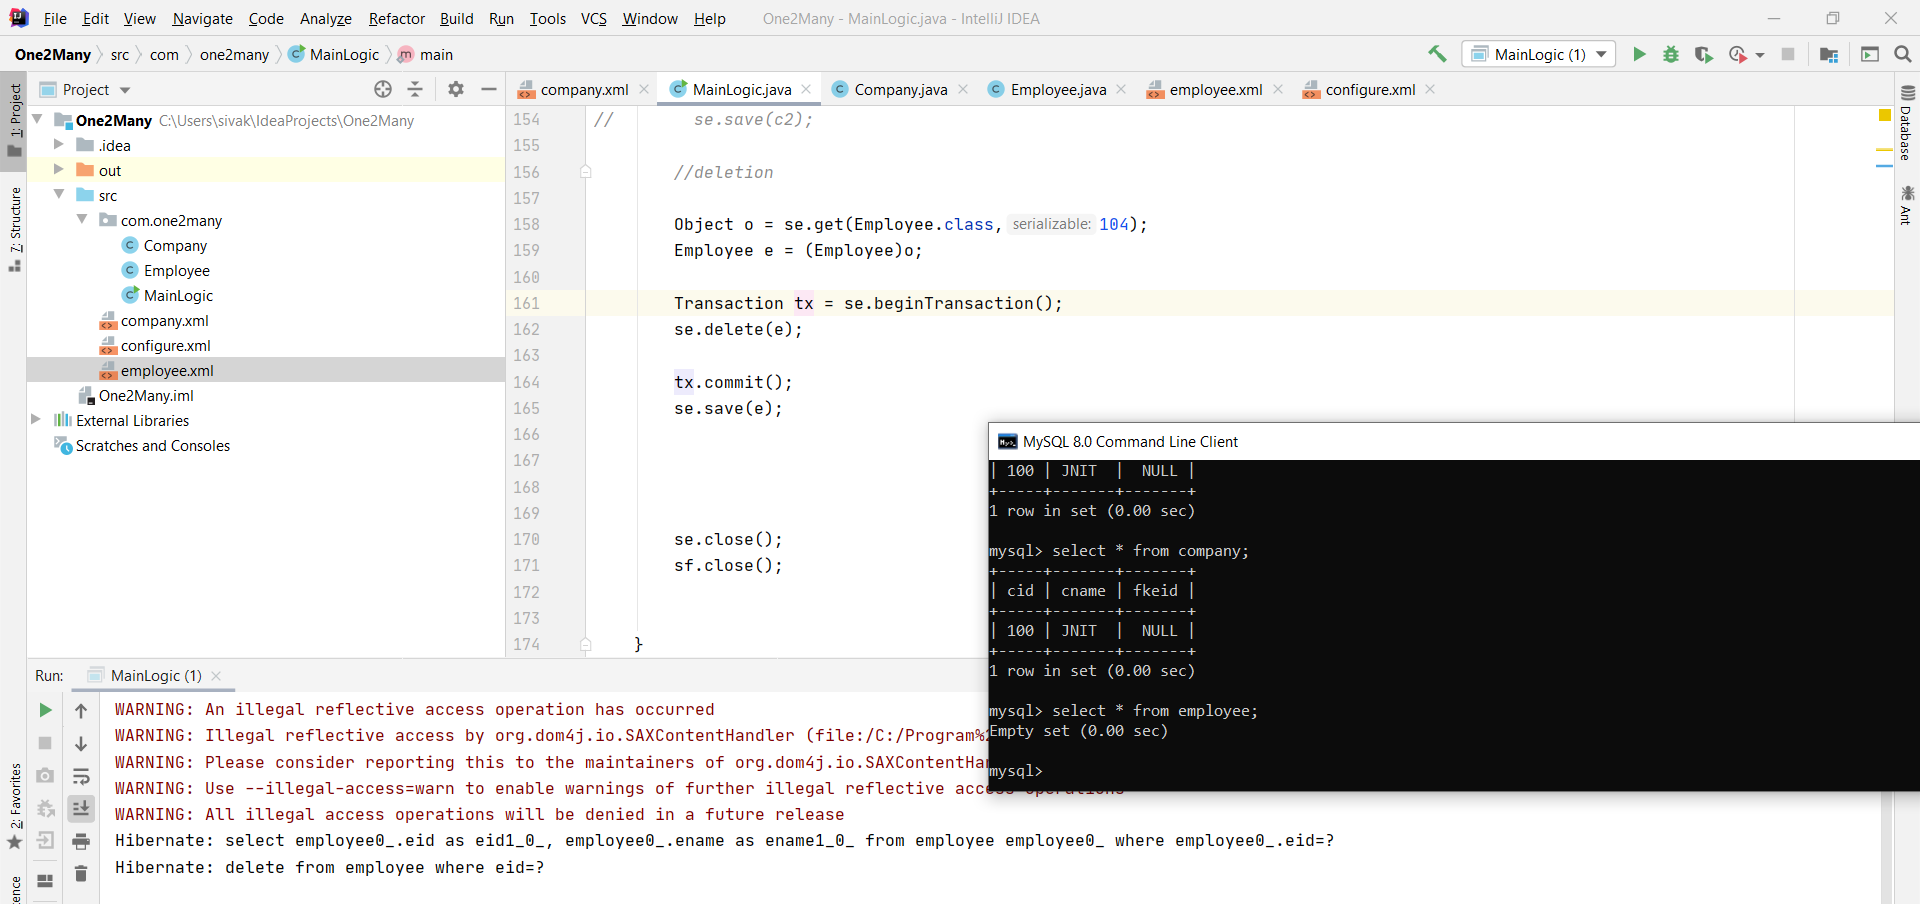 File Edit View Navigate Code Analyze Refactor Build Run Tools VCS Window Help One2Many - MainLogic.java - IntelliJ IDEA
One2Many src com one2many MainLogic main MainLogic (1)
1: Project
Project
company.xml MainLogic.java Company.java Employee.java employee.xml configure.xml
One2Many C:\Users\sivak\IdeaProjects\One2Many
.idea
out
src
com.one2many
Company
Employee
MainLogic
company.xml
configure.xml
employee.xml
One2Many.iml
External Libraries
Scratches and Consoles
7: Structure
2: Favorites
Database
Ant
154 // se.save(c2);
155
156 //deletion
157
158 Object o = se.get(Employee.class, serializable: 104);
159 Employee e = (Employee)o;
160
161 Transaction tx = se.beginTransaction();
162 se.delete(e);
163
164 tx.commit();
165 se.save(e);
166
167
168
169
170 se.close();
171 sf.close();
172
173
174 }
MySQL 8.0 Command Line Client
| 100 | JNIT | NULL |
+-----+-------+-------+
1 row in set (0.00 sec)
mysql> select * from company;
+-----+-------+-------+
| cid | cname | fkeid |
+-----+-------+-------+
| 100 | JNIT | NULL |
+-----+-------+-------+
1 row in set (0.00 sec)
mysql> select * from employee;
Empty set (0.00 sec)
mysql>
Run: MainLogic (1)
WARNING: An illegal reflective access operation has occurred
WARNING: Illegal reflective access by org.dom4j.io.SAXContentHandler (file:/C:/Program%
WARNING: Please consider reporting this to the maintainers of org.dom4j.io.SAXContentHa
WARNING: Use --illegal-access=warn to enable warnings of further illegal reflective access operations
WARNING: All illegal access operations will be denied in a future release
Hibernate: select employee0_.eid as eid1_0_, employee0_.ename as ename1_0_ from employee employee0_ where employee0_.eid=?
Hibernate: delete from employee where eid=?